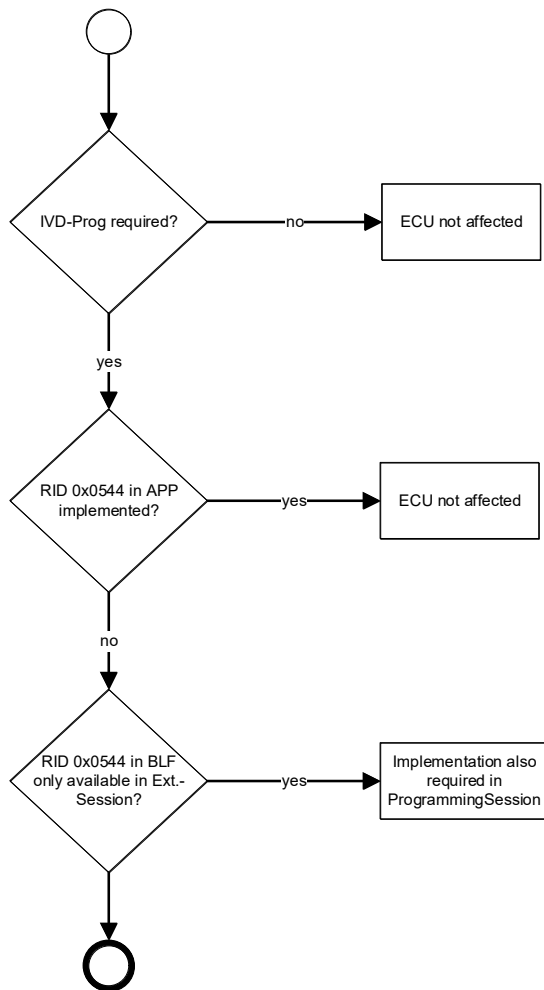 IVD-Prog required?
no
ECU not affected
yes
RID 0x0544 in APP
implemented?
yes
ECU not affected
no
RID 0x0544 in BLF
only available in Ext.-
Session?
yes
Implementation also
required in
ProgrammingSession